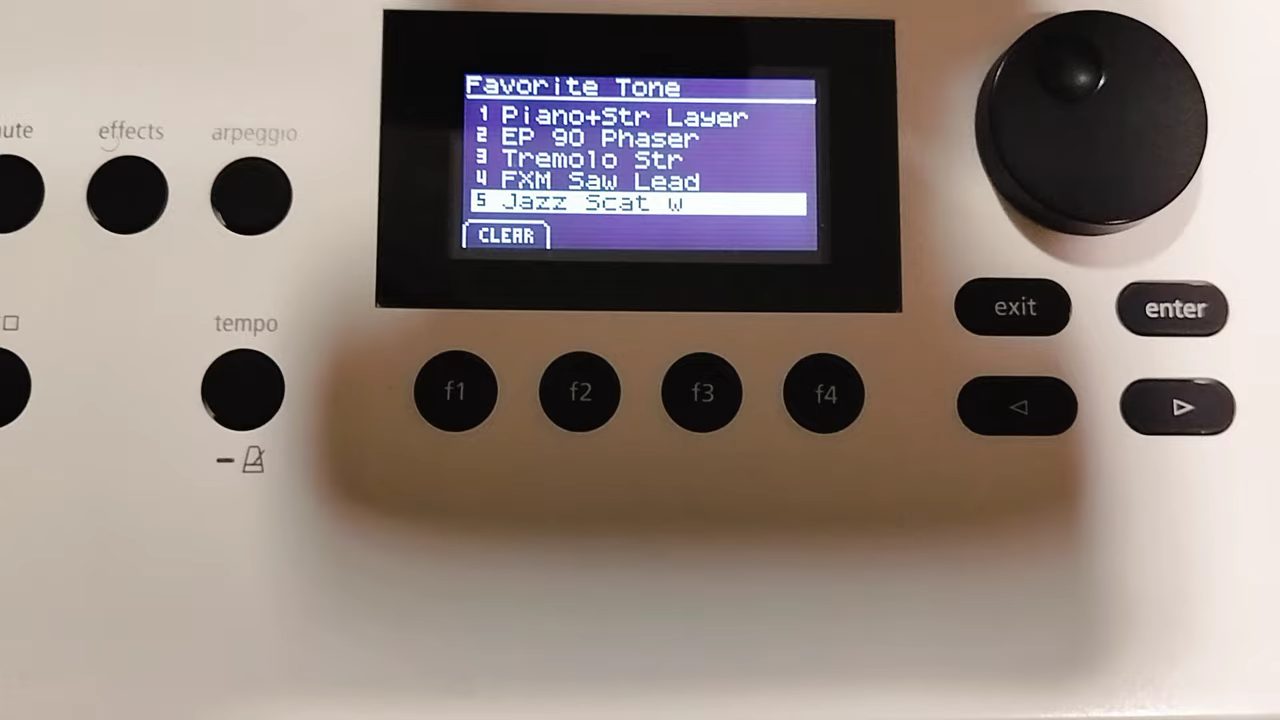 Favorite Tone
1 Piano+Str Layer
2 EP 90 Phaser
3 Tremolo Str
4 FXM Saw Lead
5 Jazz Scat W
CLEAR
effects
arpeggio
tempo
f1
f2
f3
f4
exit
enter